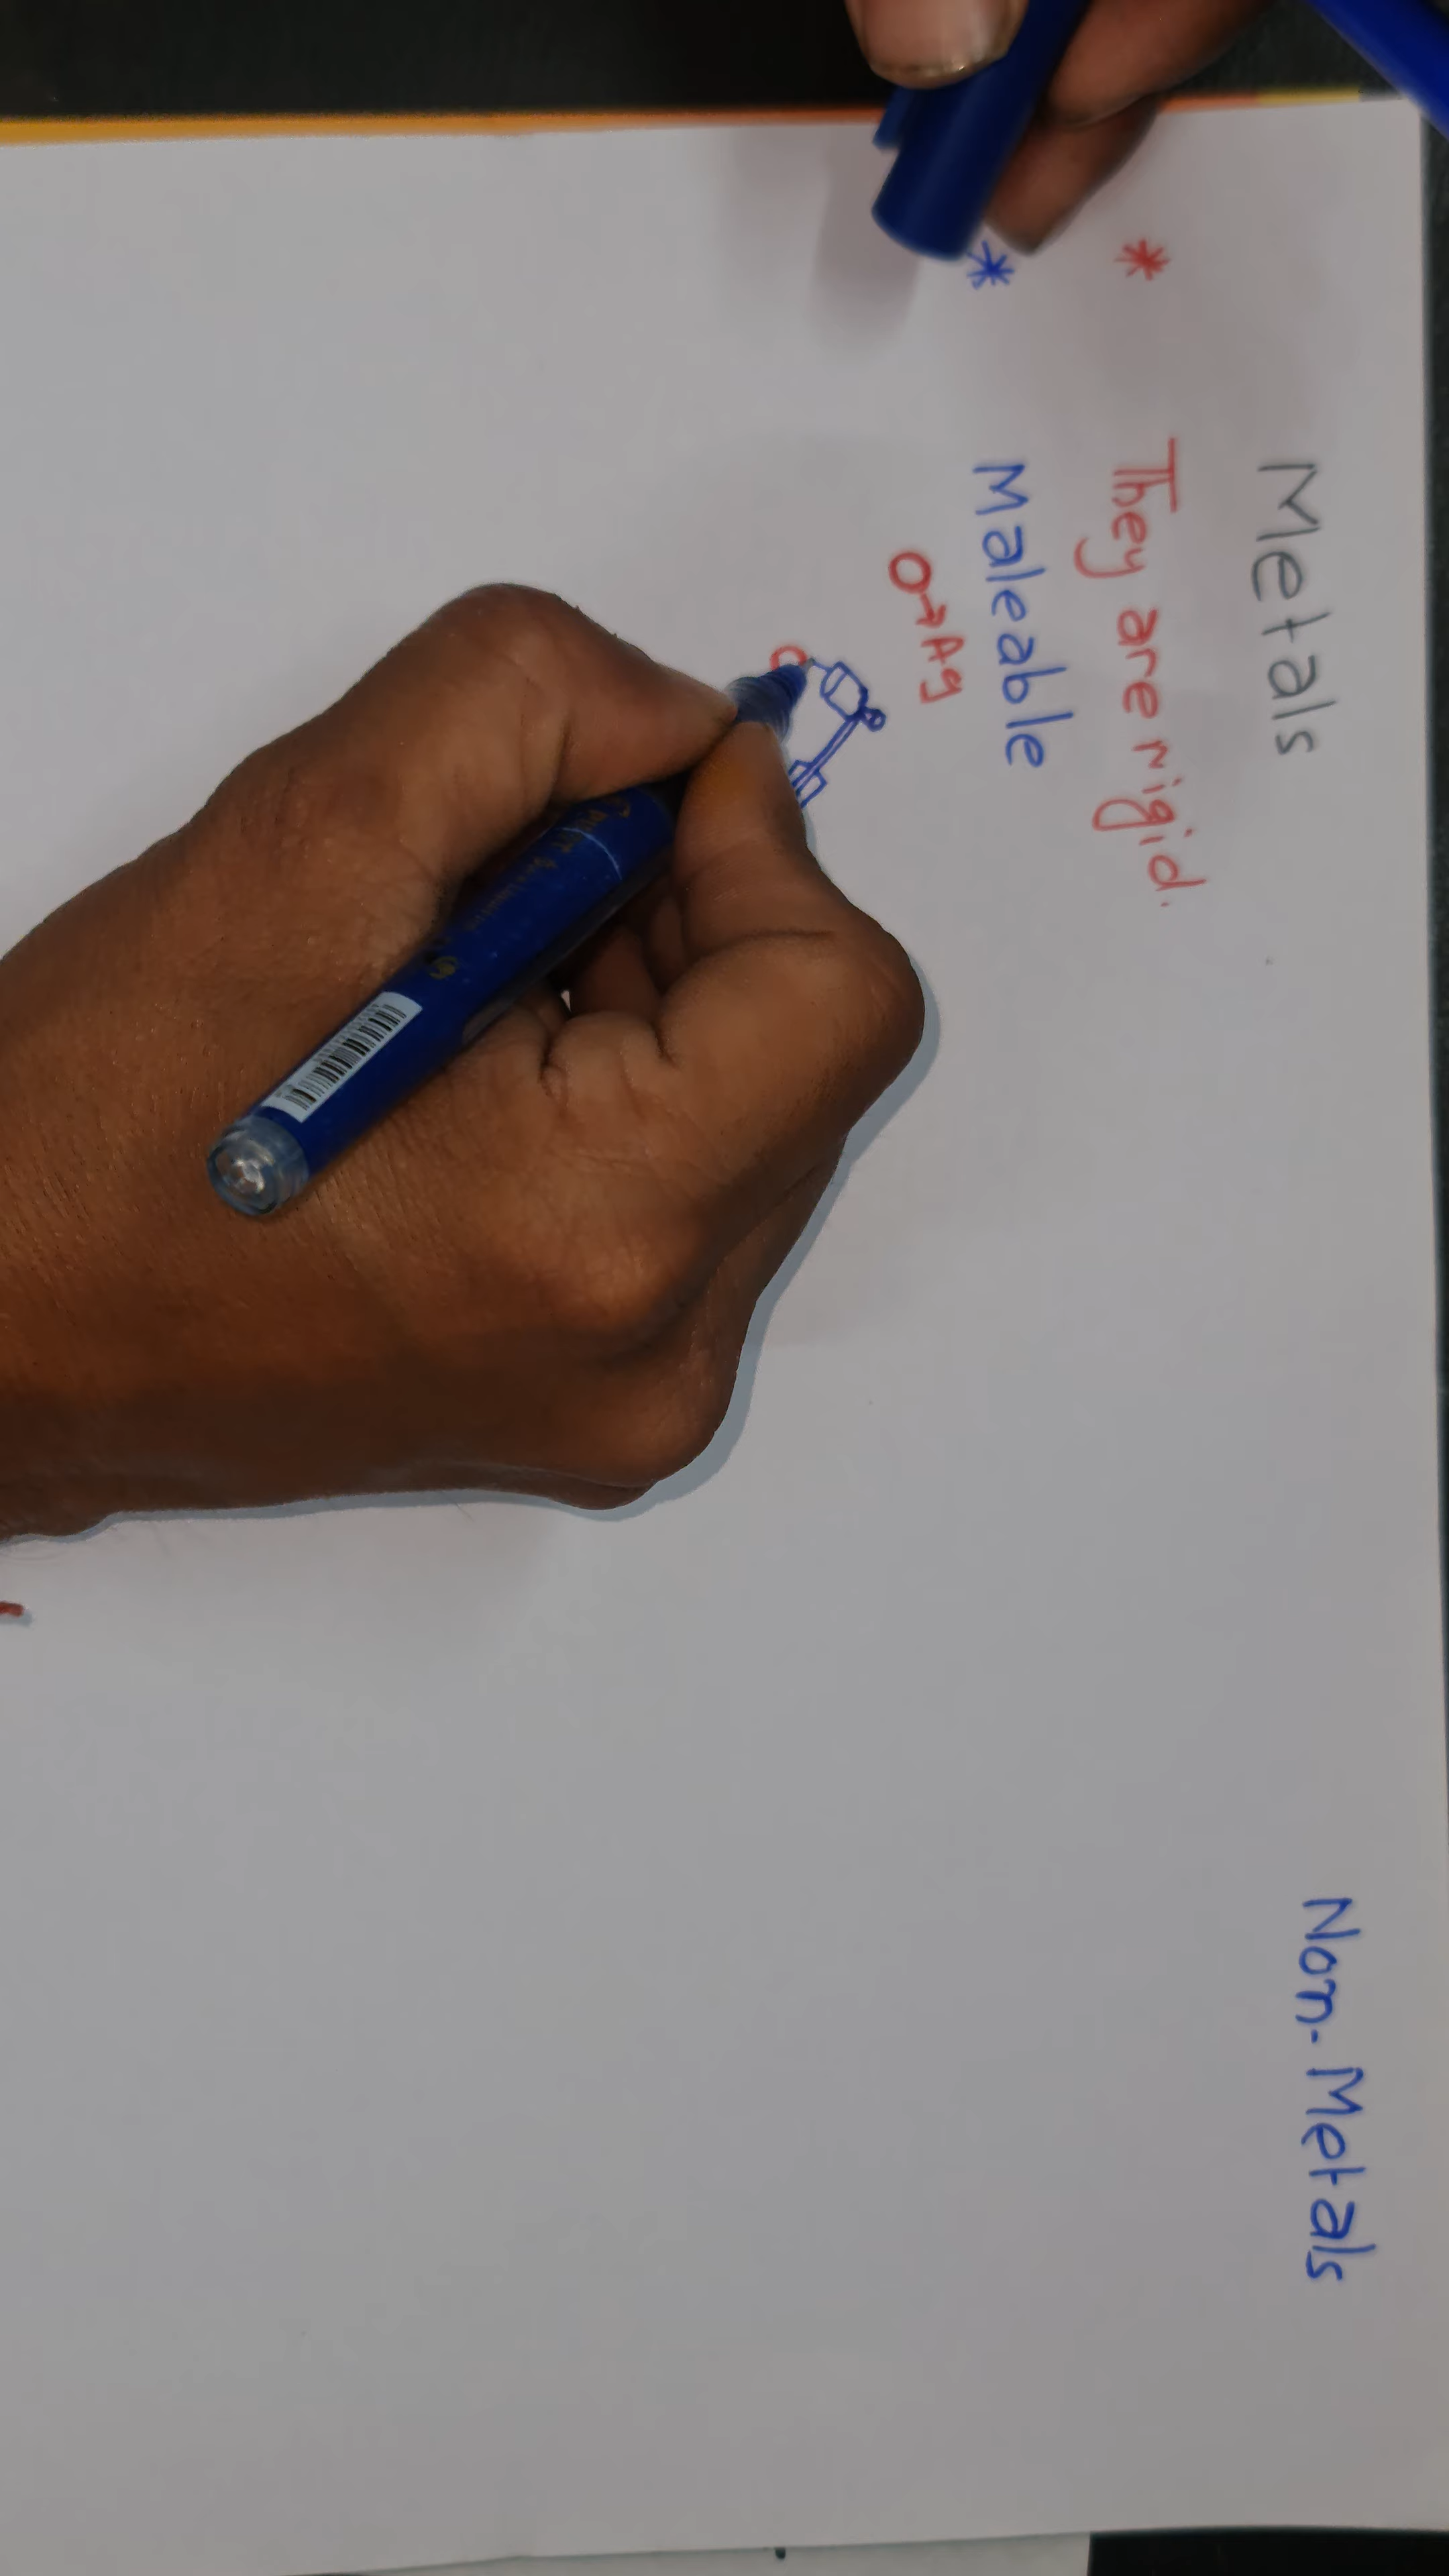 Metals Non-Metals
* They are rigid.
* Maleable
O→Ag